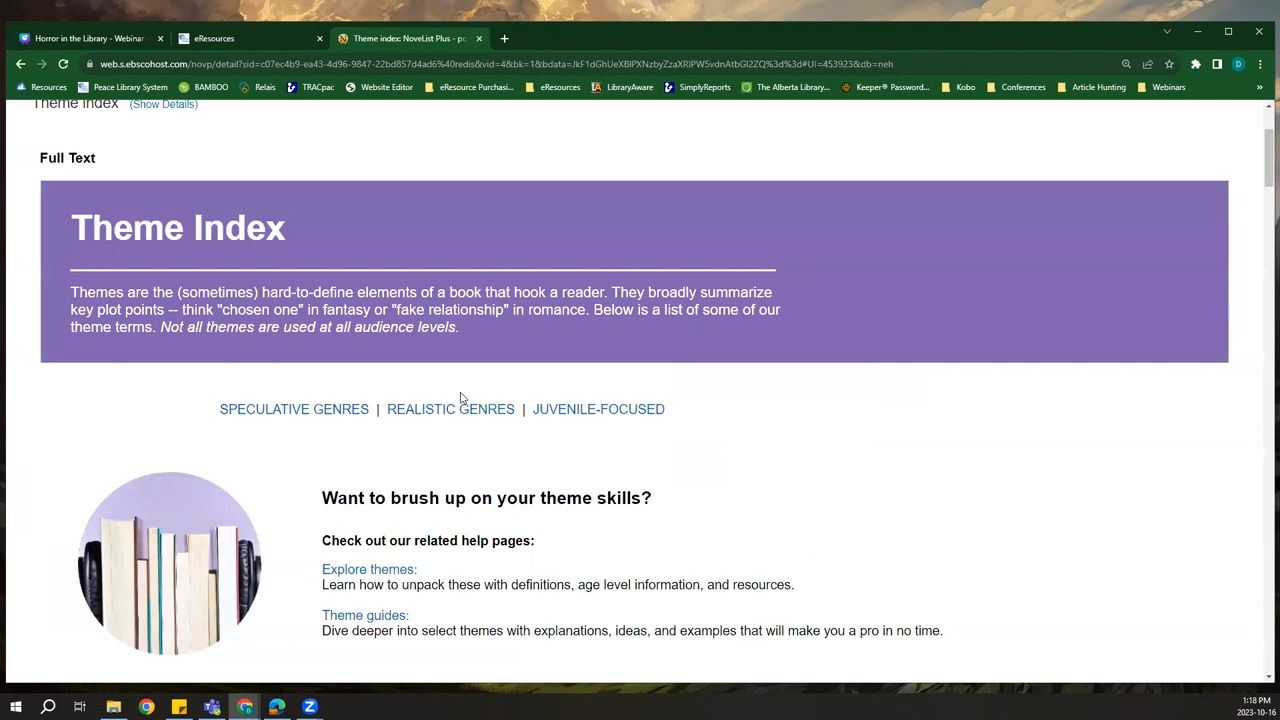 Horror in the Library - Webinar
eResources
Theme index: NoveList Plus - po
web.s.ebscohost.com/novp/detail?sid=c07ec4b9-ea43-4d96-9847-22bd857d4ad6%40redis&vid=4&bk=1&bdata=JkF1dGhUeXBlPXNzbyZzaXRlPW5vdnAtbGl2ZQ%3d%3d#UI=453923&db=neh
Resources
Peace Library System
BAMBOO
Relais
TRACpac
Website Editor
eResource Purchasi...
eResources
LibraryAware
SimplyReports
The Alberta Library...
Keeper® Password...
Kobo
Conferences
Article Hunting
Webinars
»
Theme Index (Show Details)
Full Text
Theme Index
Themes are the (sometimes) hard-to-define elements of a book that hook a reader. They broadly summarize
key plot points -- think "chosen one" in fantasy or "fake relationship" in romance. Below is a list of some of our
theme terms. Not all themes are used at all audience levels.
SPECULATIVE GENRES | REALISTIC GENRES | JUVENILE-FOCUSED
Want to brush up on your theme skills?
Check out our related help pages:
Explore themes:
Learn how to unpack these with definitions, age level information, and resources.
Theme guides:
Dive deeper into select themes with explanations, ideas, and examples that will make you a pro in no time.
1:18 PM
2023-10-16